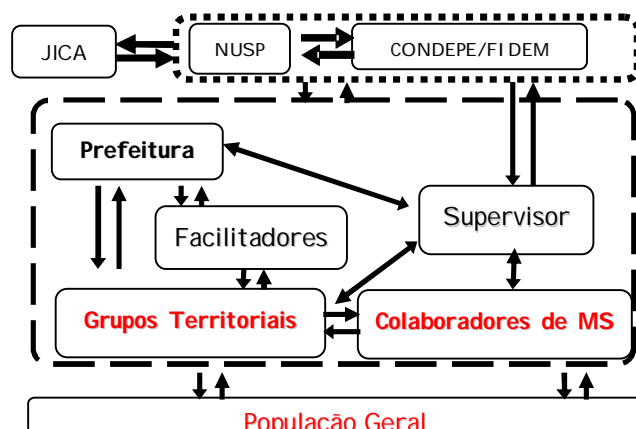 JICA
NUSP
CONDEPE/FIDEM
Prefeitura
Facilitadores
Supervisor
Grupos Territoriais
Colaboradores de MS
População Geral